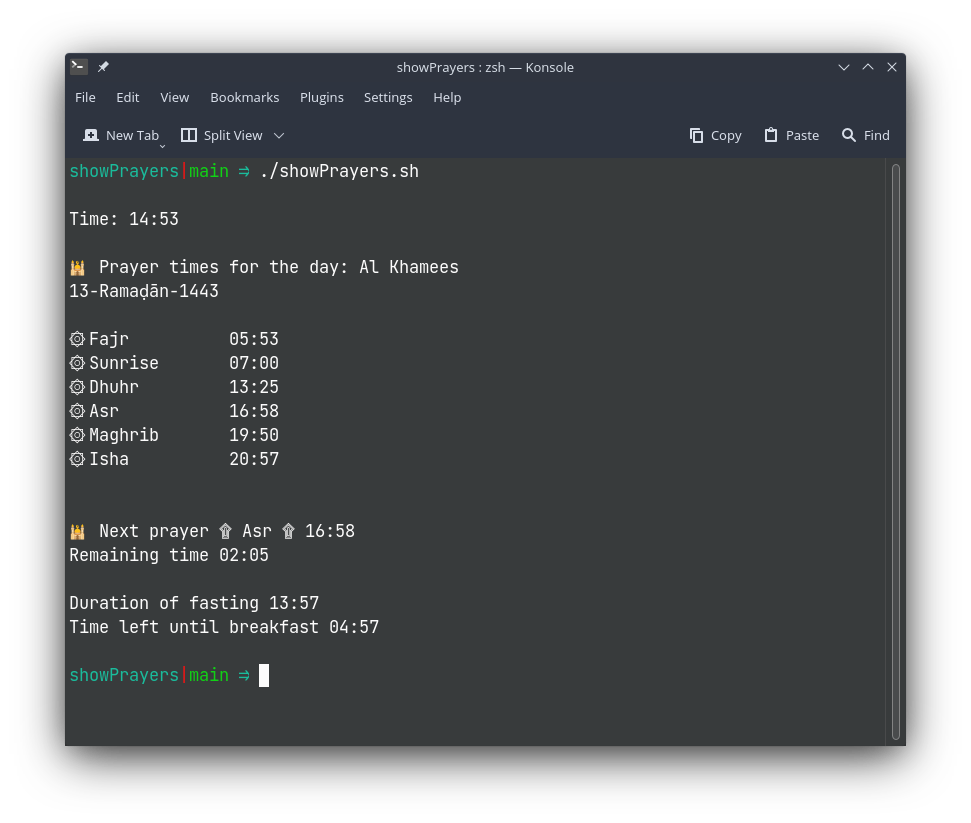 showPrayers : zsh — Konsole
File Edit View Bookmarks Plugins Settings Help
New Tab Split View Copy Paste Find
showPrayers|main ⇒ ./showPrayers.sh
Time: 14:53
🕌 Prayer times for the day: Al Khamees
13-Ramaḍān-1443
۞ Fajr 05:53
۞ Sunrise 07:00
۞ Dhuhr 13:25
۞ Asr 16:58
۞ Maghrib 19:50
۞ Isha 20:57
🕌 Next prayer ۩ Asr ۩ 16:58
Remaining time 02:05
Duration of fasting 13:57
Time left until breakfast 04:57
showPrayers|main ⇒